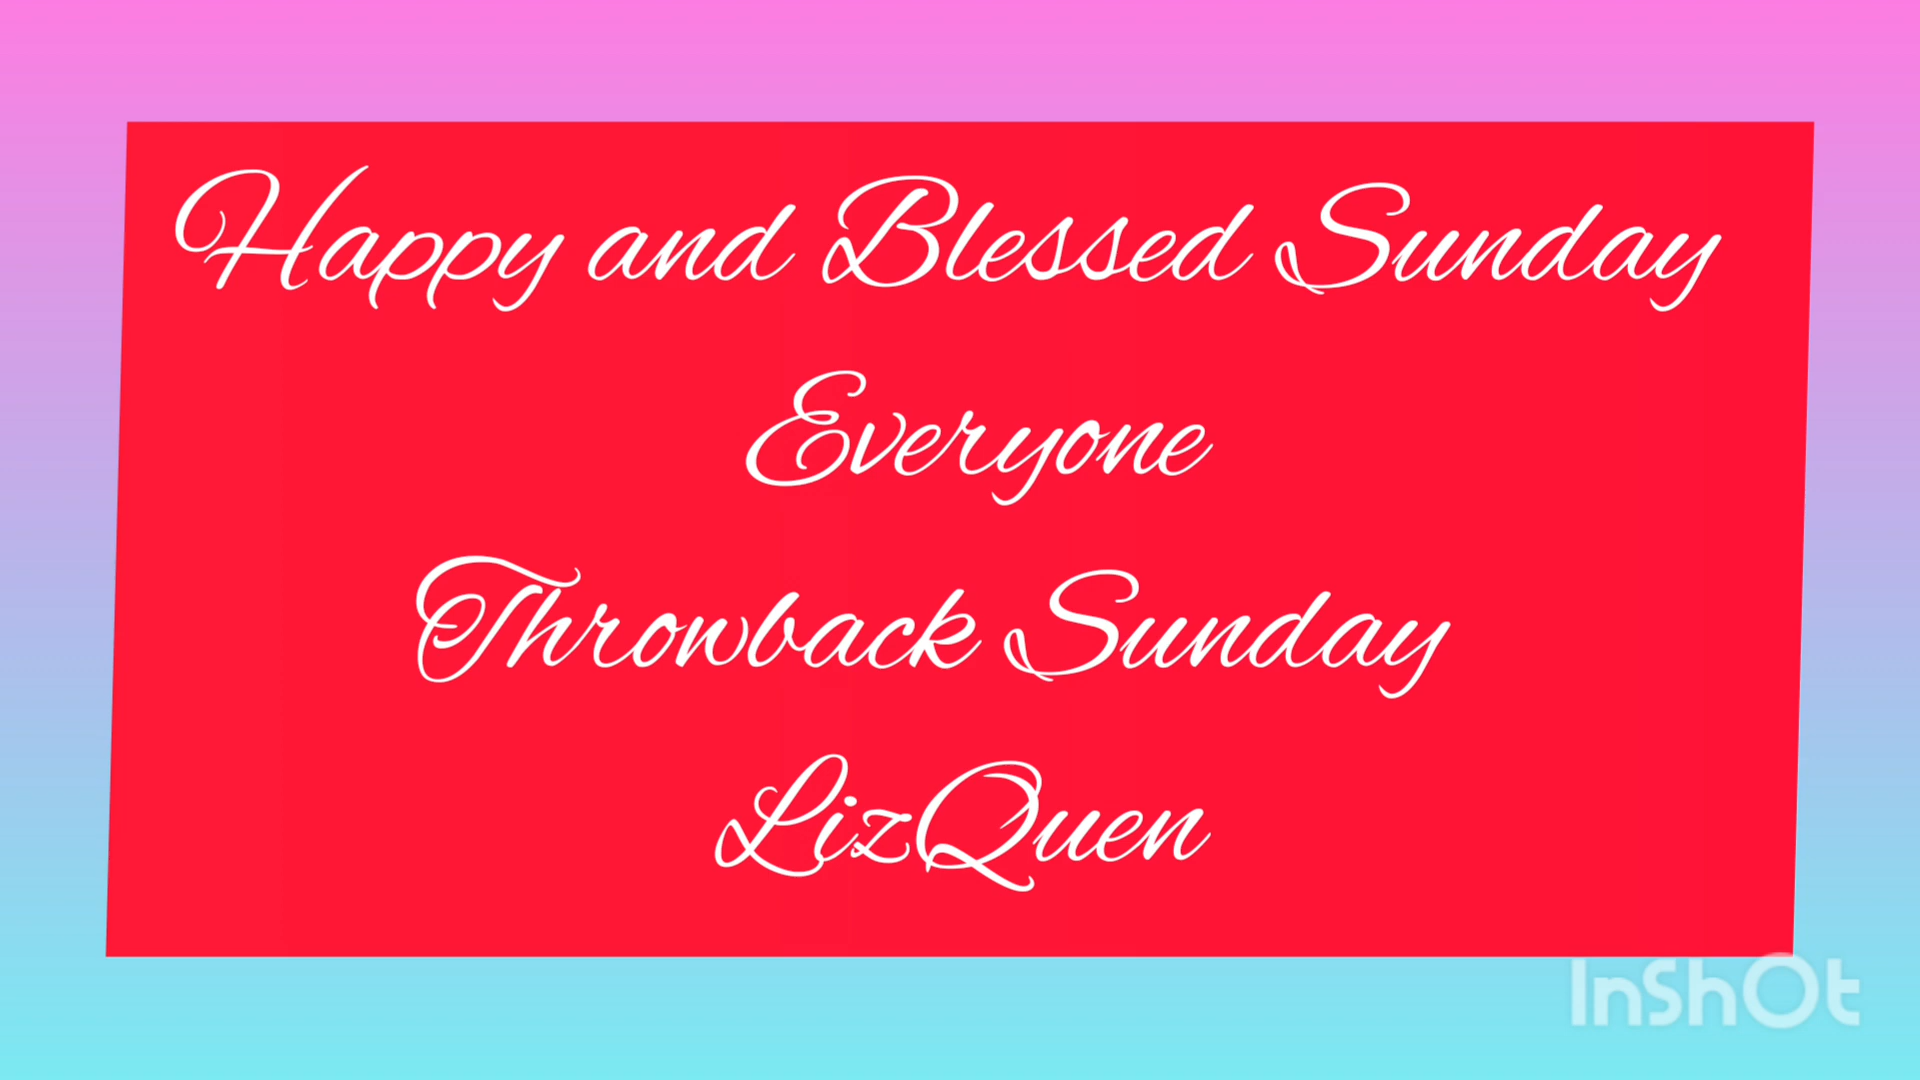 Happy and Blessed Sunday
Everyone
Throwback Sunday
LizQuen
InShOt